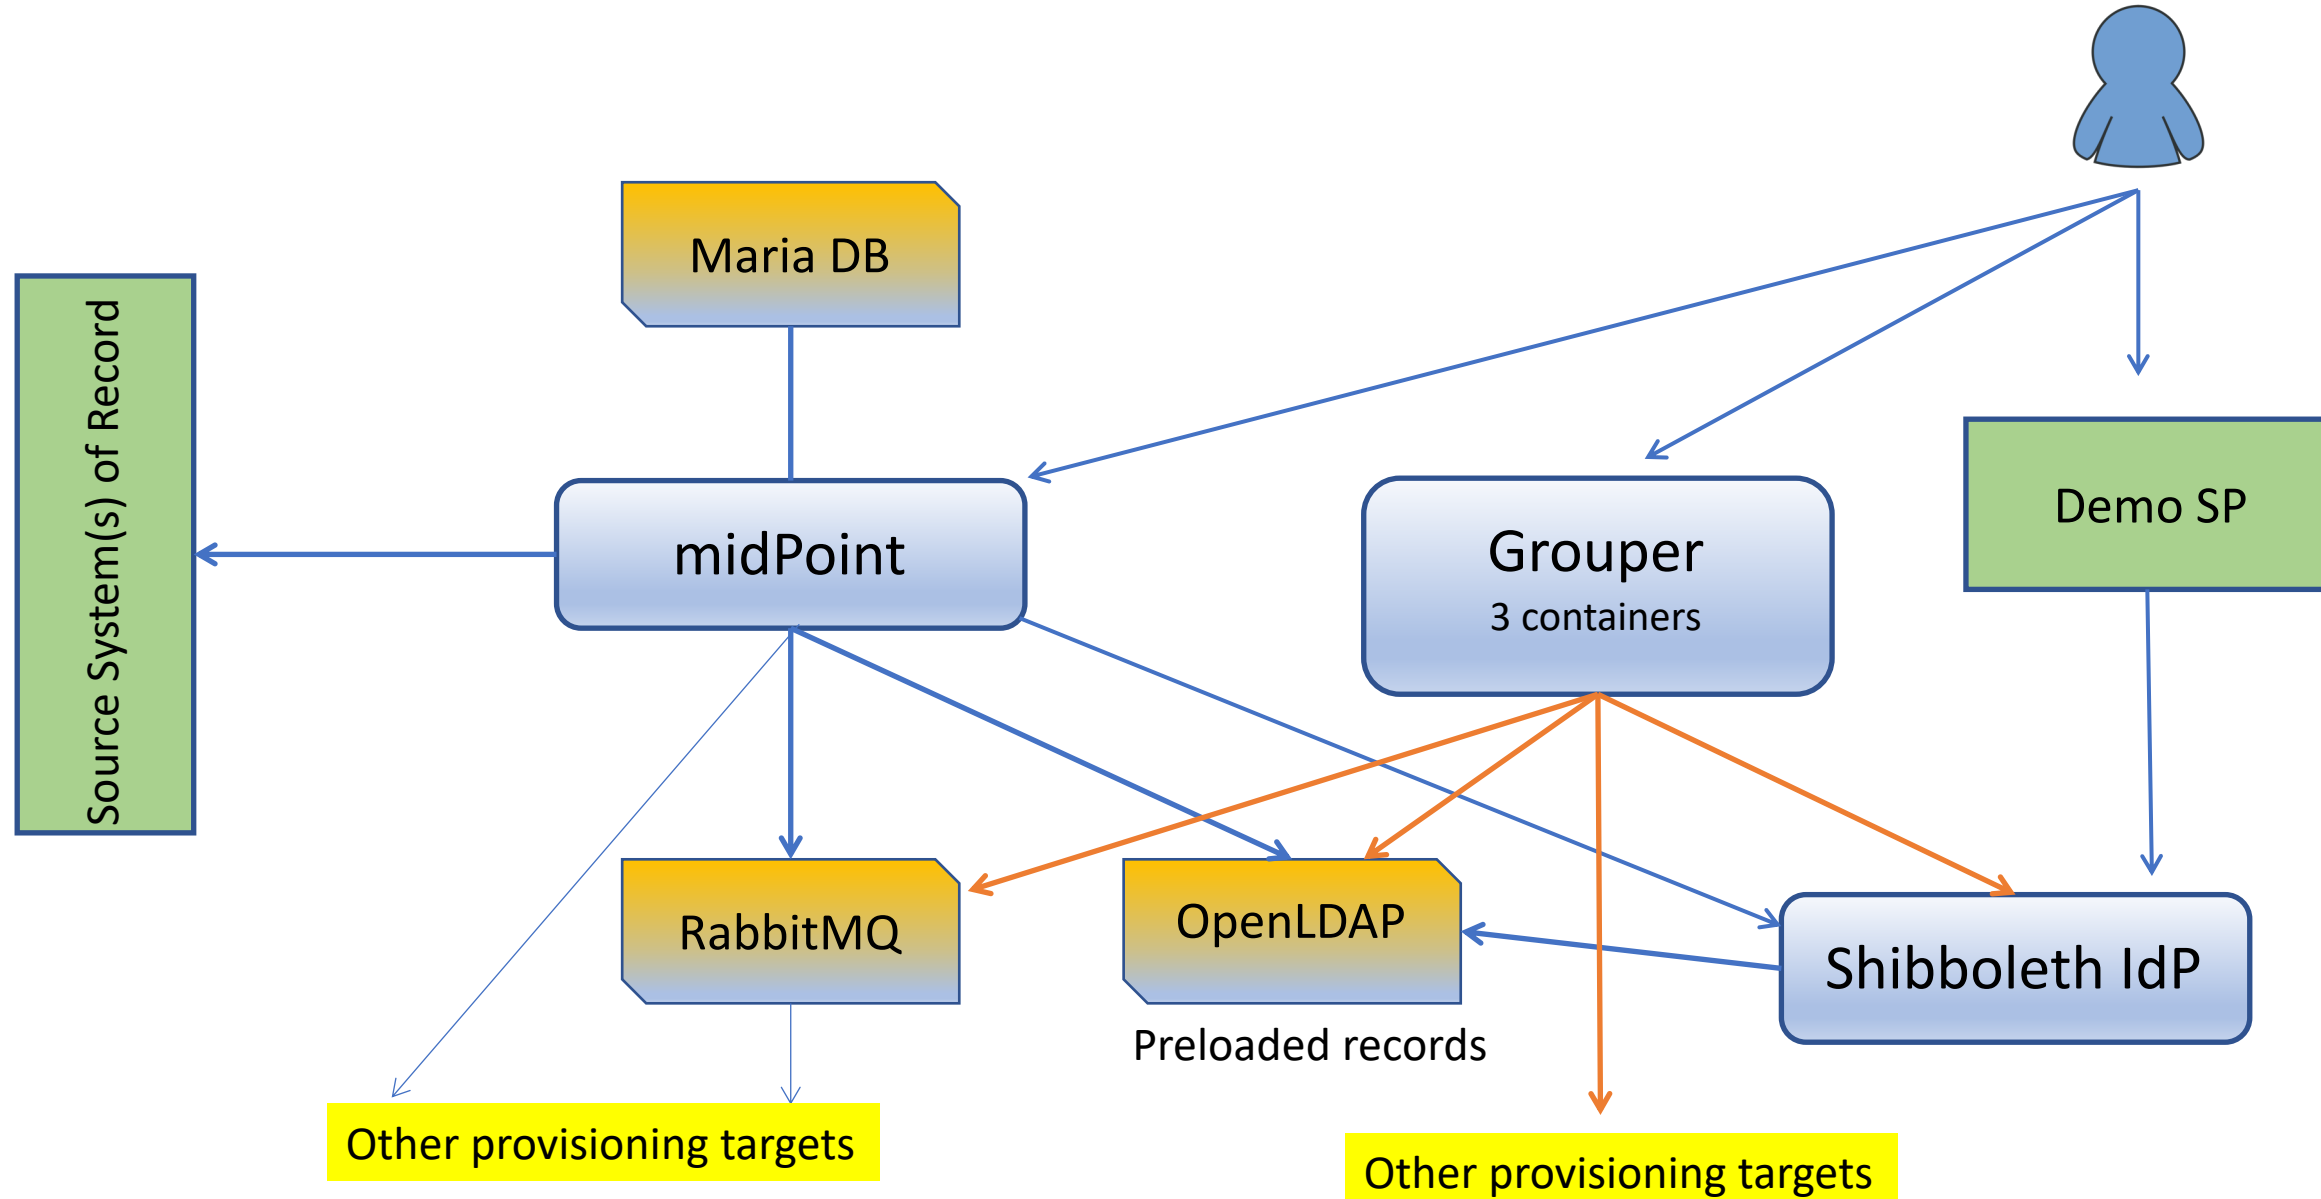 Maria DB
Source System(s) of Record
midPoint
Grouper
3 containers
Demo SP
RabbitMQ
OpenLDAP
Shibboleth IdP
Preloaded records
Other provisioning targets
Other provisioning targets